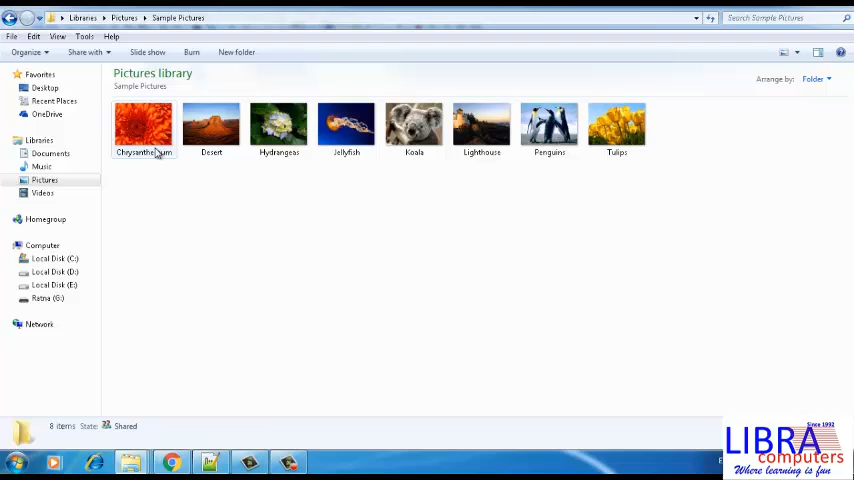 Libraries Pictures Sample Pictures
Search Sample Pictures
File Edit View Tools Help
Organize Share with Slide show Burn New folder
Favorites
Desktop
Recent Places
OneDrive
Libraries
Documents
Music
Pictures
Videos
Homegroup
Computer
Local Disk (C:)
Local Disk (D:)
Local Disk (E:)
Ratna (G:)
Network
Pictures library
Sample Pictures
Arrange by: Folder
Chrysanthemum Desert Hydrangeas Jellyfish Koala Lighthouse Penguins Tulips
8 items State: Shared
Since 1992
LIBRA
computers
Where learning is fun.